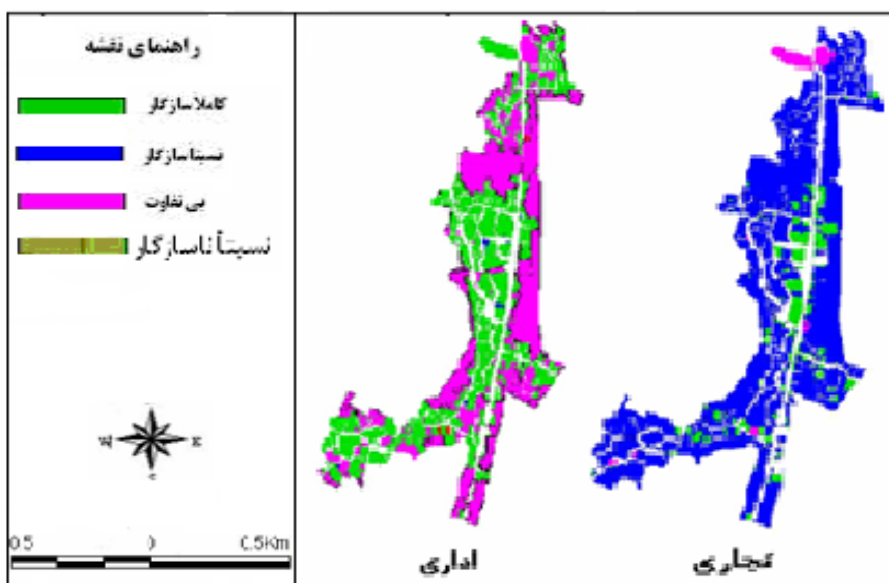 راهنمای نقشه
کاملاً سازگار
نسبتاً سازگار
بی تفاوت
نسبتاً ناسازگار
W E
S
0.5 0 0.5Km
اداری
تجاری